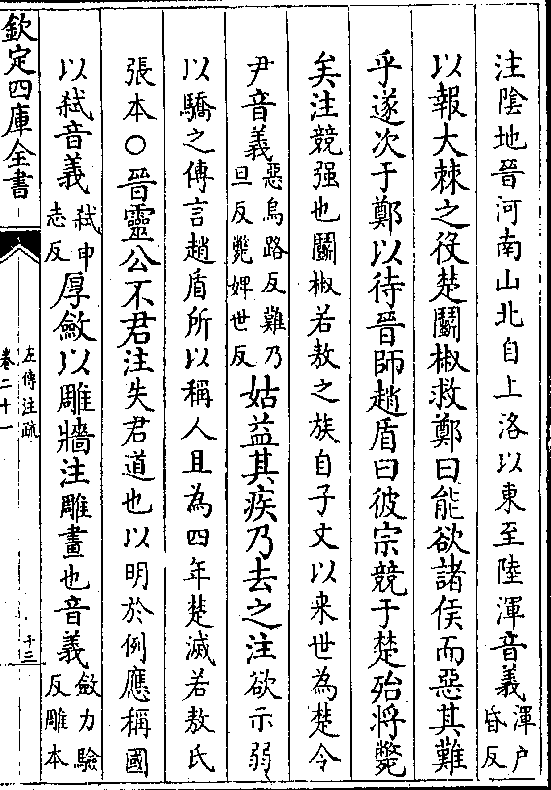 注陰地晉河南山北自上洛以東至陸渾音義渾户昏反
以報大棘之役楚鬭椒救鄭曰能欲諸侯而惡其難
乎遂次于鄭以待晉師趙盾曰彼宗競于楚殆將斃
矣注競强也鬭椒若敖之族自子文以来世為楚令
尹音義惡烏路反難乃旦反斃婢世反姑益其疾乃去之注欲示弱
以驕之傳言趙盾所以稱人且為四年楚滅若敖氏
張本○晉靈公不君注失君道也以明於例應稱國
以弑音義弑申志反厚斂以雕牆注雕畫也音義斂力驗反雕本
欽定四庫全書
左傳注疏
卷二十一
十三